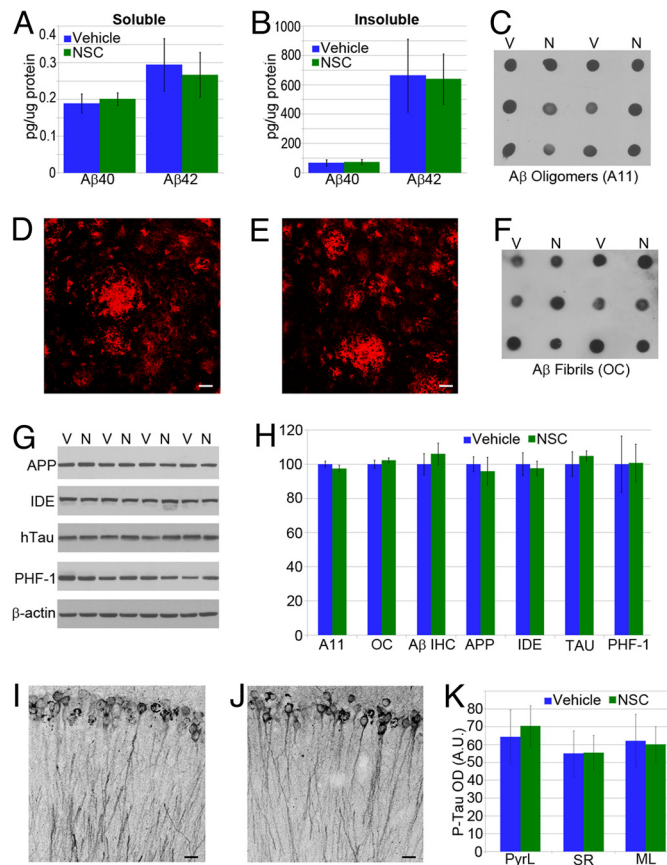 A
Soluble
Vehicle
NSC
pg/ug protein
0.4
0.3
0.2
0.1
0
Aβ40 Aβ42
B
Insoluble
Vehicle
NSC
pg/ug protein
1000
800
600
400
200
0
Aβ40 Aβ42
C
V N V N
Aβ Oligomers (A11)
D
E
F
V N V N
Aβ Fibrils (OC)
G
V N V N V N V N
APP
IDE
hTau
PHF-1
β-actin
H
Vehicle NSC
120
100
80
60
40
20
0
A11 OC Aβ IHC APP IDE TAU PHF-1
I
J
K
Vehicle NSC
P-Tau OD (A.U.)
90
80
70
60
50
40
30
20
10
0
PyrL SR ML